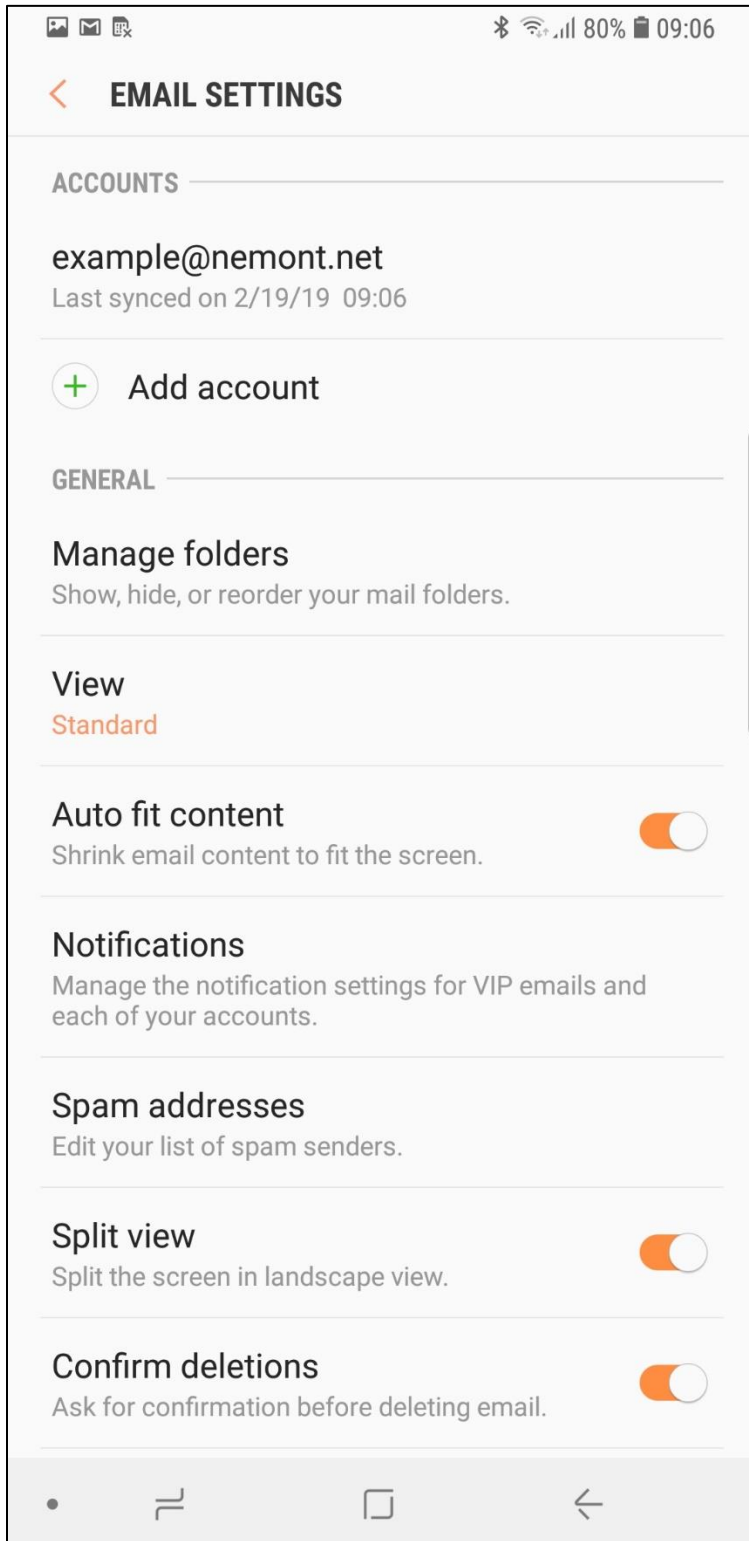 80% 09:06
EMAIL SETTINGS
ACCOUNTS
example@nemont.net
Last synced on 2/19/19 09:06
Add account
GENERAL
Manage folders
Show, hide, or reorder your mail folders.
View
Standard
Auto fit content
Shrink email content to fit the screen.
Notifications
Manage the notification settings for VIP emails and
each of your accounts.
Spam addresses
Edit your list of spam senders.
Split view
Split the screen in landscape view.
Confirm deletions
Ask for confirmation before deleting email.